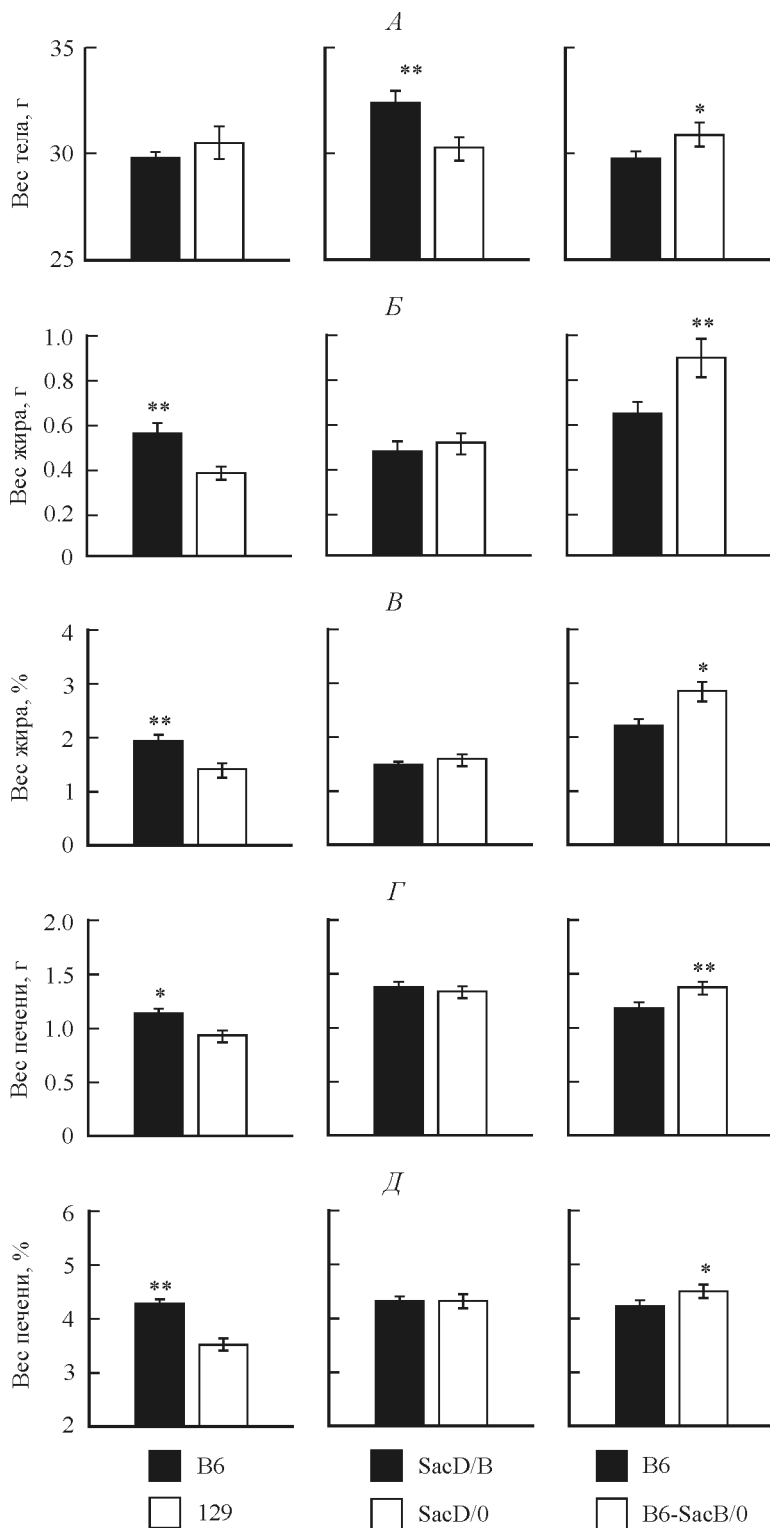 А
Вес тела, г
35
30
25
**
*
Б
Вес жира, г
1.0
0.8
0.6
0.4
0.2
0
**
**
В
Вес жира, %
4
3
2
1
0
**
*
Г
Вес печени, г
2.0
1.5
1.0
0.5
0
*
**
Д
Вес печени, %
6
5
4
3
2
**
*
B6
SacD/B
B6
129
SacD/0
B6-SacB/0